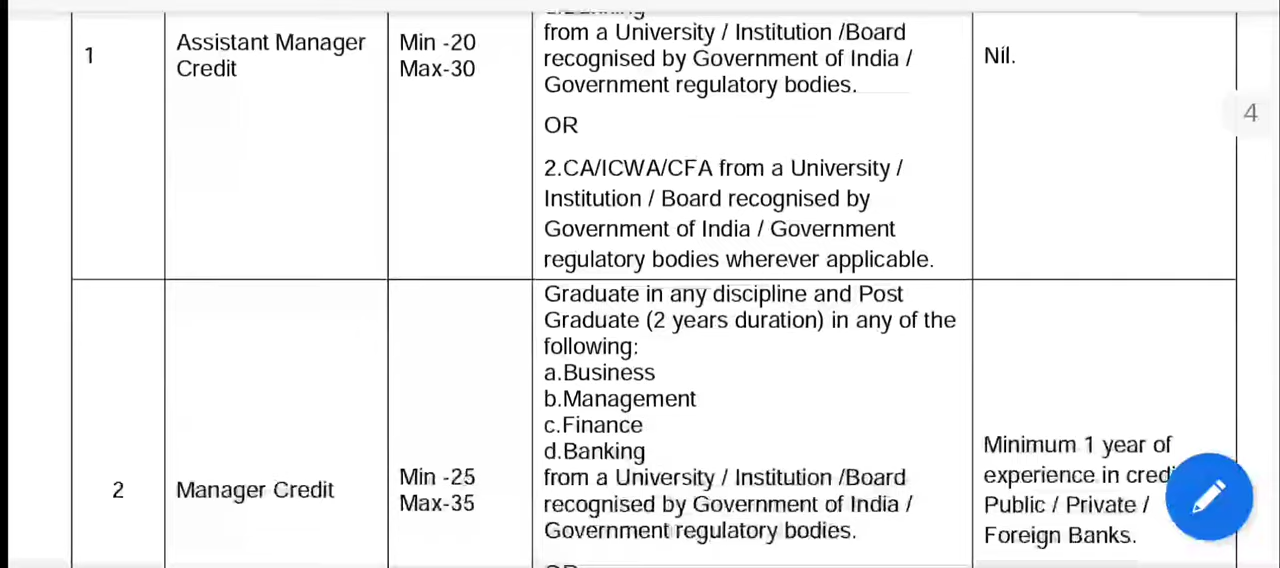 1
Assistant Manager
Credit
Min -20
Max-30
from a University / Institution /Board
recognised by Government of India /
Government regulatory bodies.
OR
2.CA/ICWA/CFA from a University /
Institution / Board recognised by
Government of India / Government
regulatory bodies wherever applicable.
Nil.
4
2
Manager Credit
Min -25
Max-35
Graduate in any discipline and Post
Graduate (2 years duration) in any of the
following:
a.Business
b.Management
c.Finance
d.Banking
from a University / Institution /Board
recognised by Government of India /
Government regulatory bodies.
Minimum 1 year of
experience in
Public / Private /
Foreign Banks.